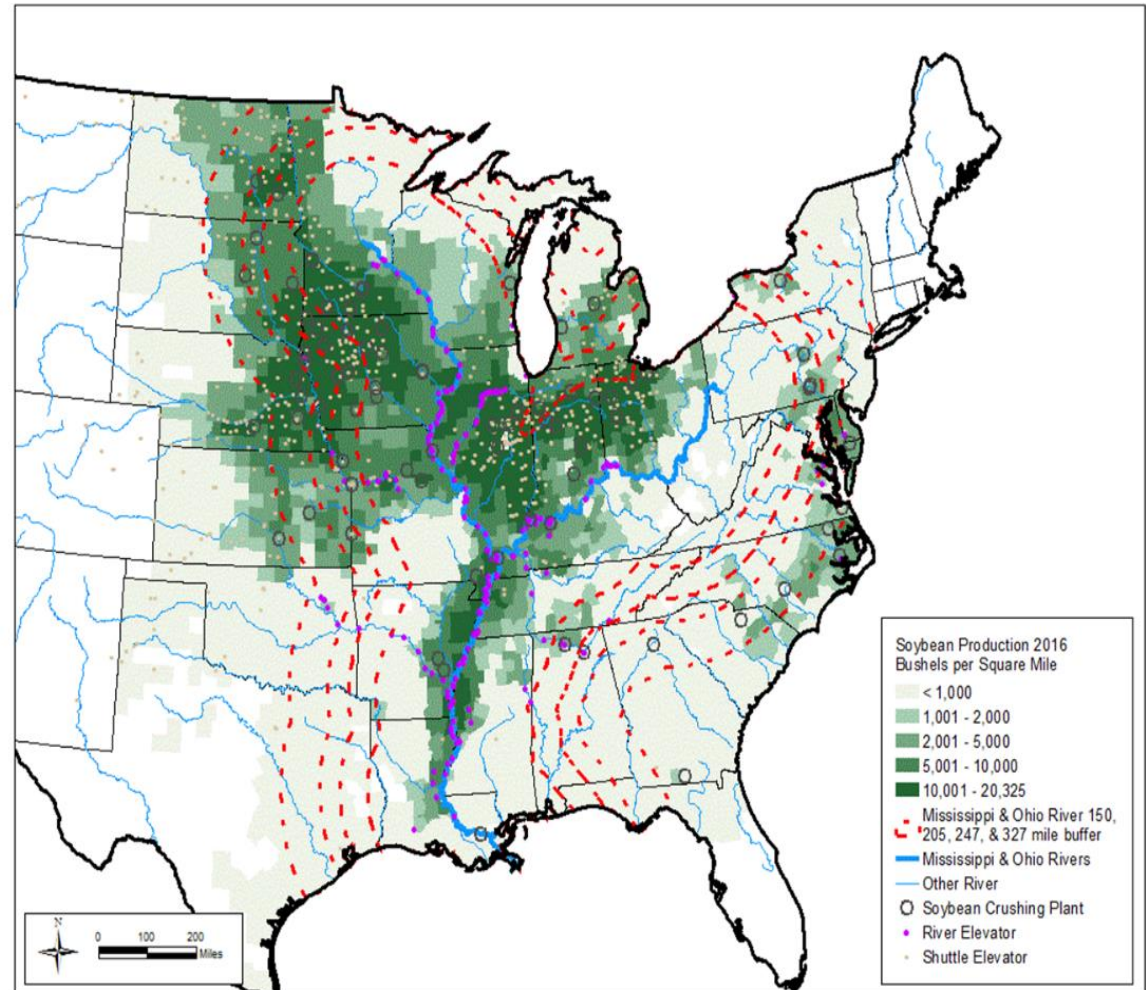 Soybean Production 2016
Bushels per Square Mile
< 1,000
1,001 - 2,000
2,001 - 5,000
5,001 - 10,000
10,001 - 20,325
Mississippi & Ohio River 150,
205, 247, & 327 mile buffer
Mississippi & Ohio Rivers
Other River
Soybean Crushing Plant
River Elevator
Shuttle Elevator
N
0 100 200
Miles